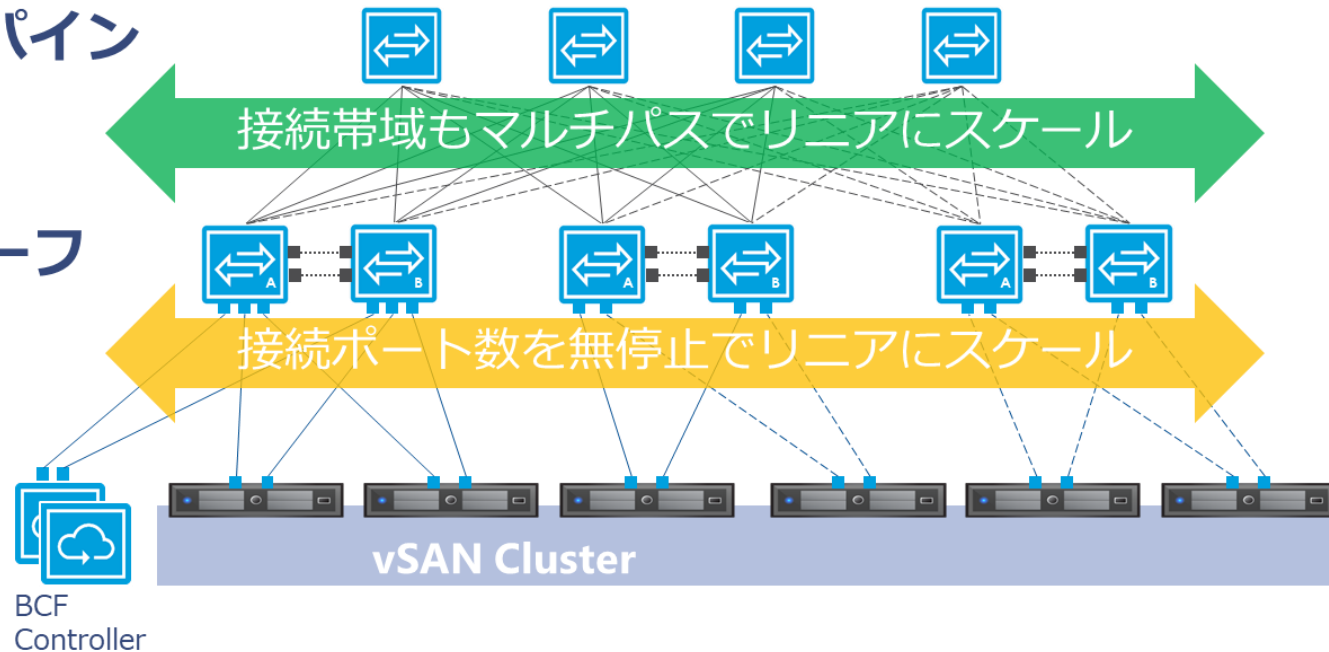 パイン
接続帯域もマルチパスでリニアにスケール
ーフ
A
B
A
B
A
B
接続ポート数を無停止でリニアにスケール
vSAN Cluster
BCF
Controller